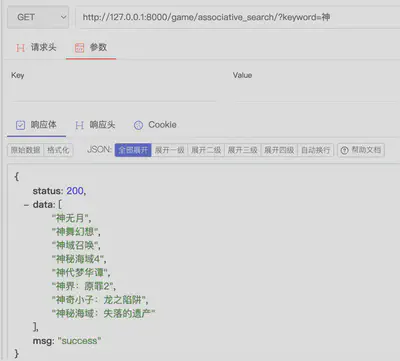 GET http://127.0.0.1:8000/game/associative_search/?keyword=神
请求头 参数
Key Value
响应体 响应头 Cookie
原始数据 格式化 JSON: 全部展开 展开一级 展开二级 展开三级 展开四级 自动换行 帮助文档
{
status: 200,
– data: [
"神无月",
"神舞幻想",
"神域召唤",
"神秘海域4",
"神代梦华谭",
"神界：原罪2",
"神奇小子：龙之陷阱",
"神秘海域：失落的遗产"
],
msg: "success"
}